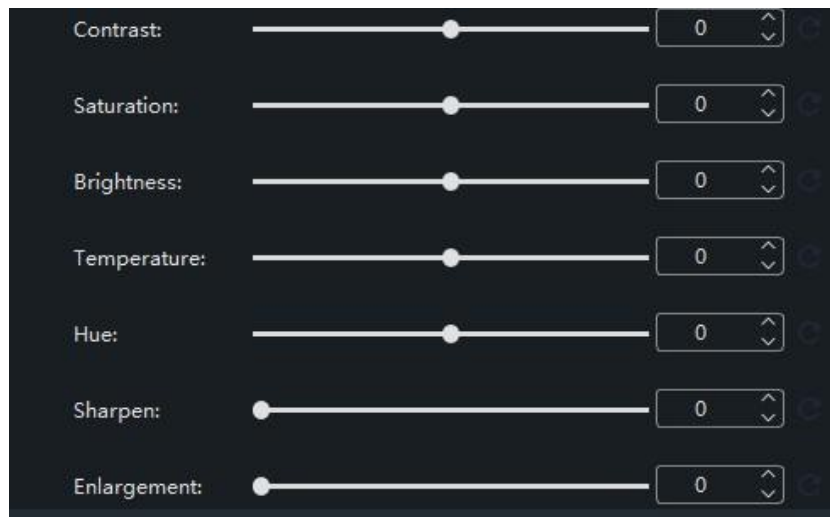 Contrast: 0
Saturation: 0
Brightness: 0
Temperature: 0
Hue: 0
Sharpen: 0
Enlargement: 0